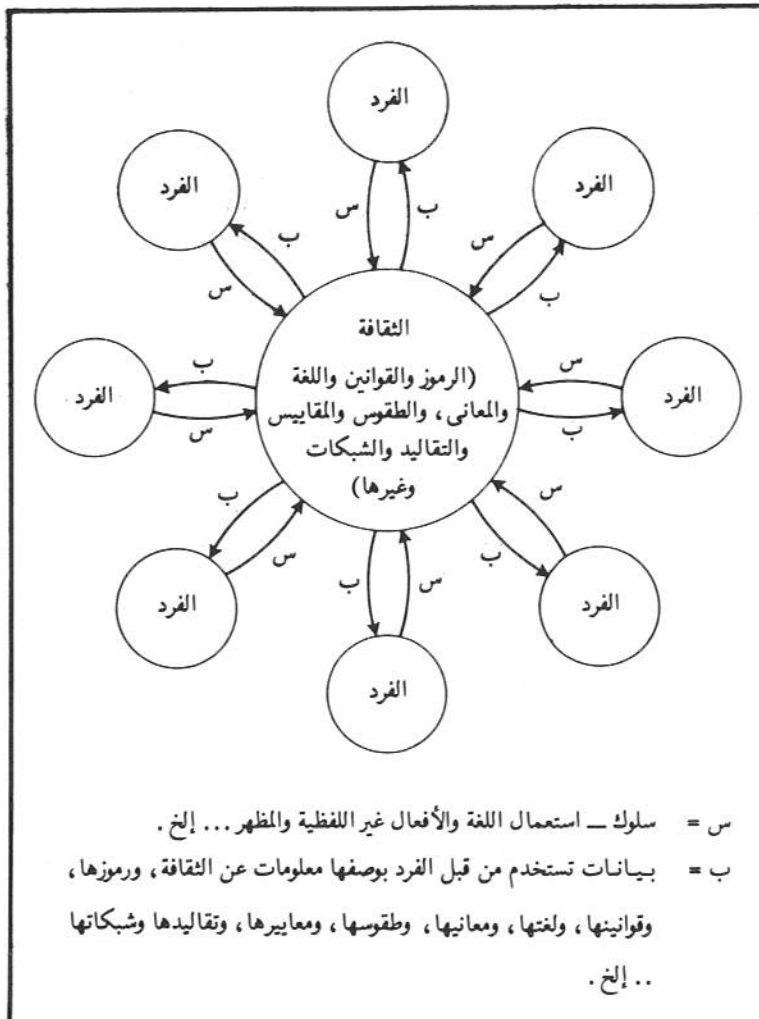 الفرد
الفرد
الفرد
س
ب
ب
س
س
ب
الثقافة
(الرموز والقوانين واللغة
والمعانى، والطقوس والمقاييس
والتقاليد والشبكات
وغيرها)
الفرد
س
ب
الفرد
ب
س
س
ب
الفرد
ب
س
الفرد
ب
س
الفرد
س = سلوك ــ استعمال اللغة والأفعال غير اللفظية والمظهر ... إلخ .
ب = بيانات تستخدم من قبل الفرد بوصفها معلومات عن الثقافة، ورموزها،
وقوانينها، ولغتها، ومعانيها، وطقوسها، ومعاييرها، وتقاليدها وشبكاتها
.. إلخ .